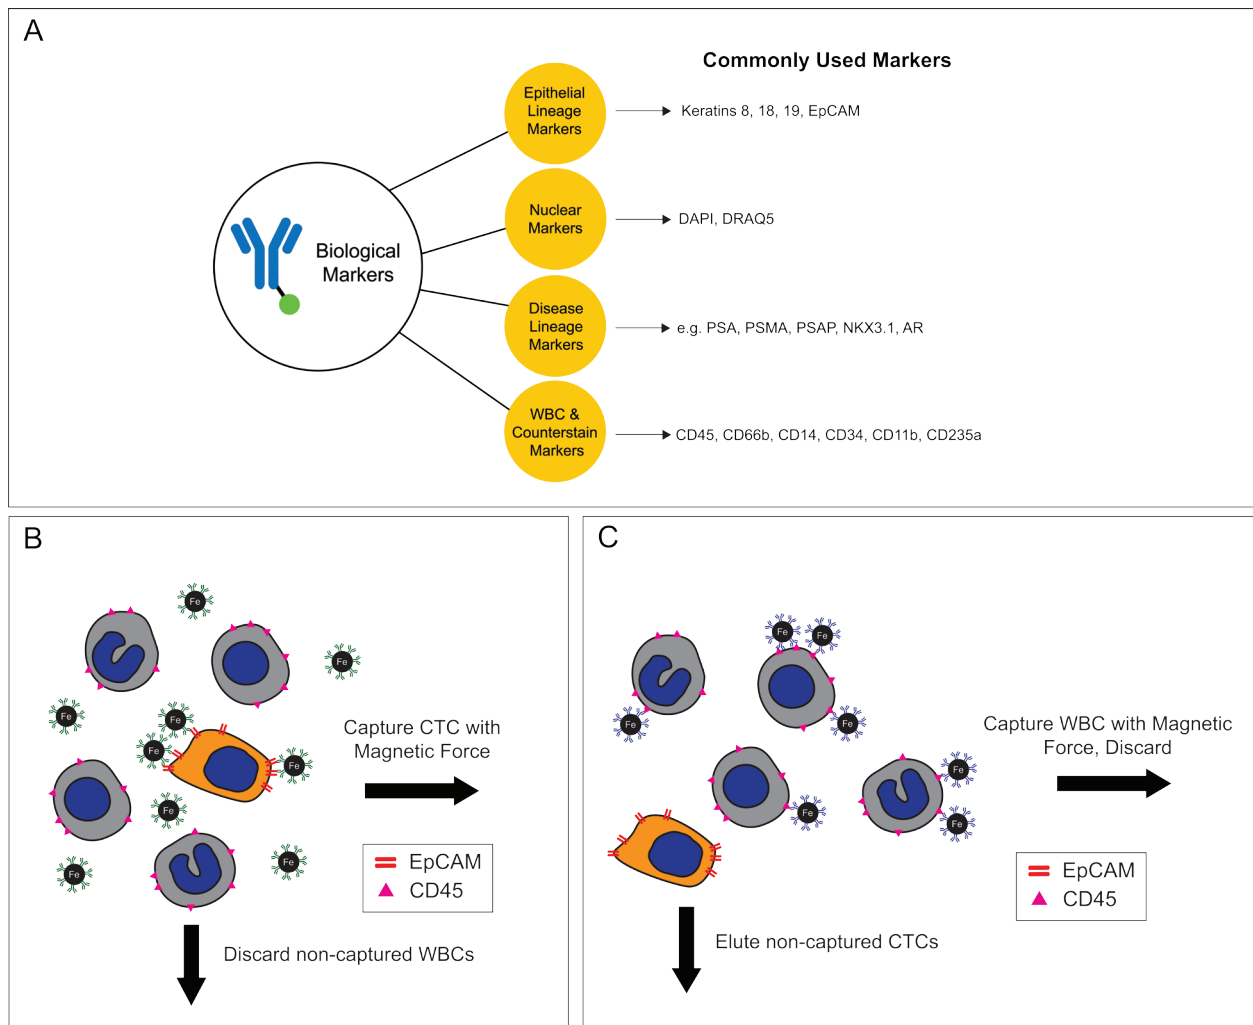 A
Commonly Used Markers
Biological
Markers
Epithelial
Lineage
Markers
Keratins 8, 18, 19, EpCAM
Nuclear
Markers
DAPI, DRAQ5
Disease
Lineage
Markers
e.g. PSA, PSMA, PSAP, NKX3.1, AR
WBC &
Counterstain
Markers
CD45, CD66b, CD14, CD34, CD11b, CD235a
B
Fe
Fe
Fe
Fe
Fe
Fe
Fe
Fe
Fe
Capture CTC with
Magnetic Force
EpCAM
CD45
Discard non-captured WBCs
C
Fe
Fe
Fe
Fe
Fe
Fe
Fe
Capture WBC with Magnetic
Force, Discard
EpCAM
CD45
Elute non-captured CTCs